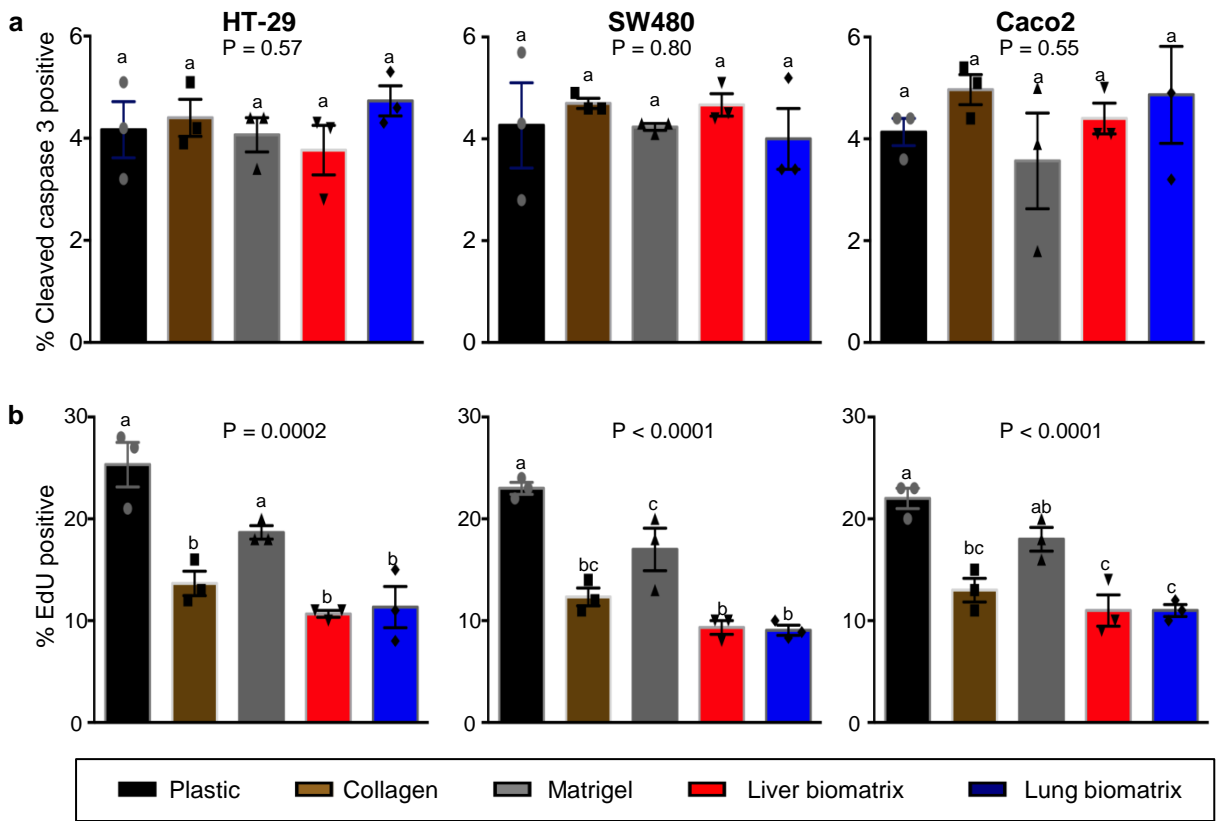 a
HT-29
SW480
Caco2
P = 0.57
P = 0.80
P = 0.55
% Cleaved caspase 3 positive
6
4
2
0
a
a
a
a
a
6
4
2
0
a
a
a
a
a
6
4
2
0
a
a
a
a
a
b
P = 0.0002
P < 0.0001
P < 0.0001
% EdU positive
30
20
10
0
a
b
a
b
b
30
20
10
0
a
bc
c
b
b
30
20
10
0
a
bc
ab
c
c
Plastic Collagen Matrigel Liver biomatrix Lung biomatrix